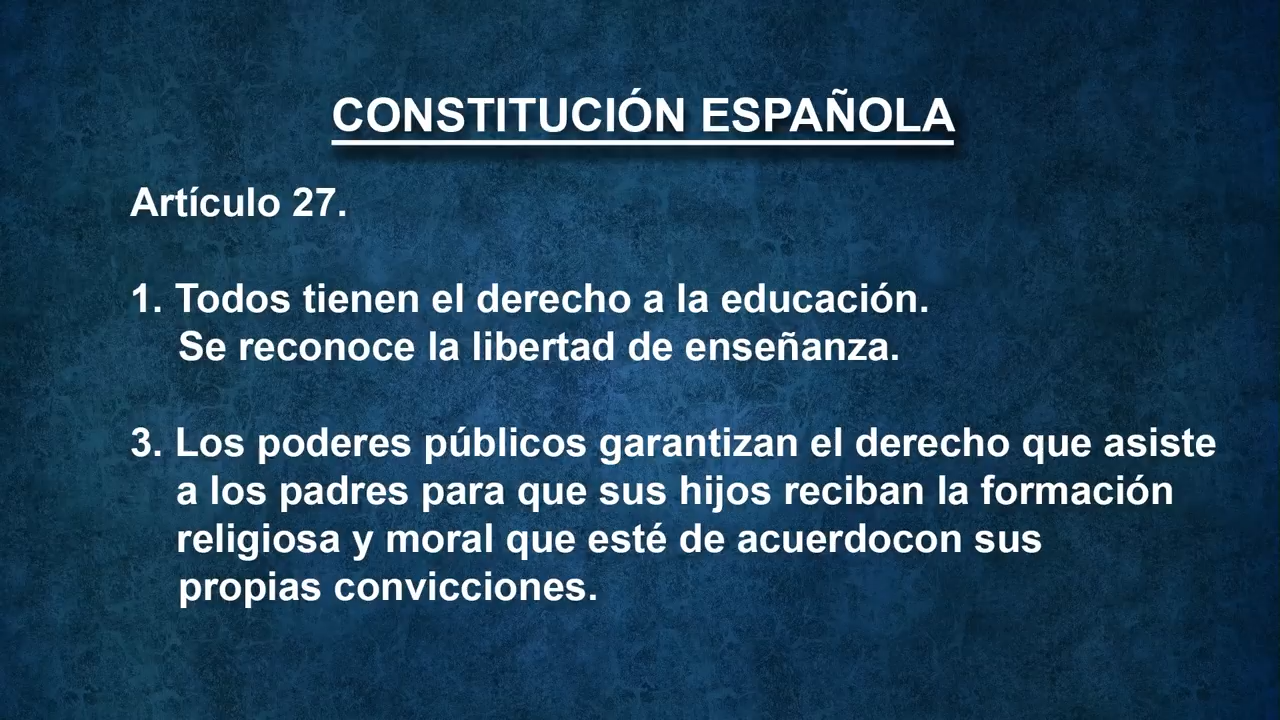 CONSTITUCIÓN ESPAÑOLA
Artículo 27.
1. Todos tienen el derecho a la educación.
Se reconoce la libertad de enseñanza.
3. Los poderes públicos garantizan el derecho que asiste
a los padres para que sus hijos reciban la formación
religiosa y moral que esté de acuerdocon sus
propias convicciones.